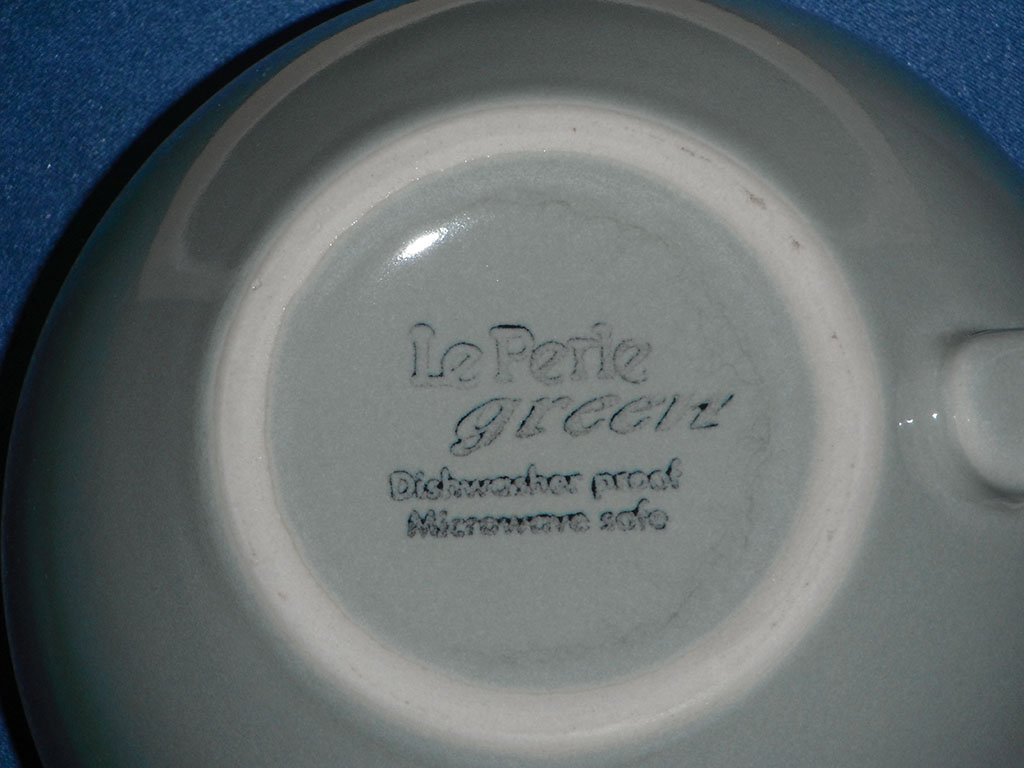 Le Perle
green
Dishwasher proof
Microwave safe